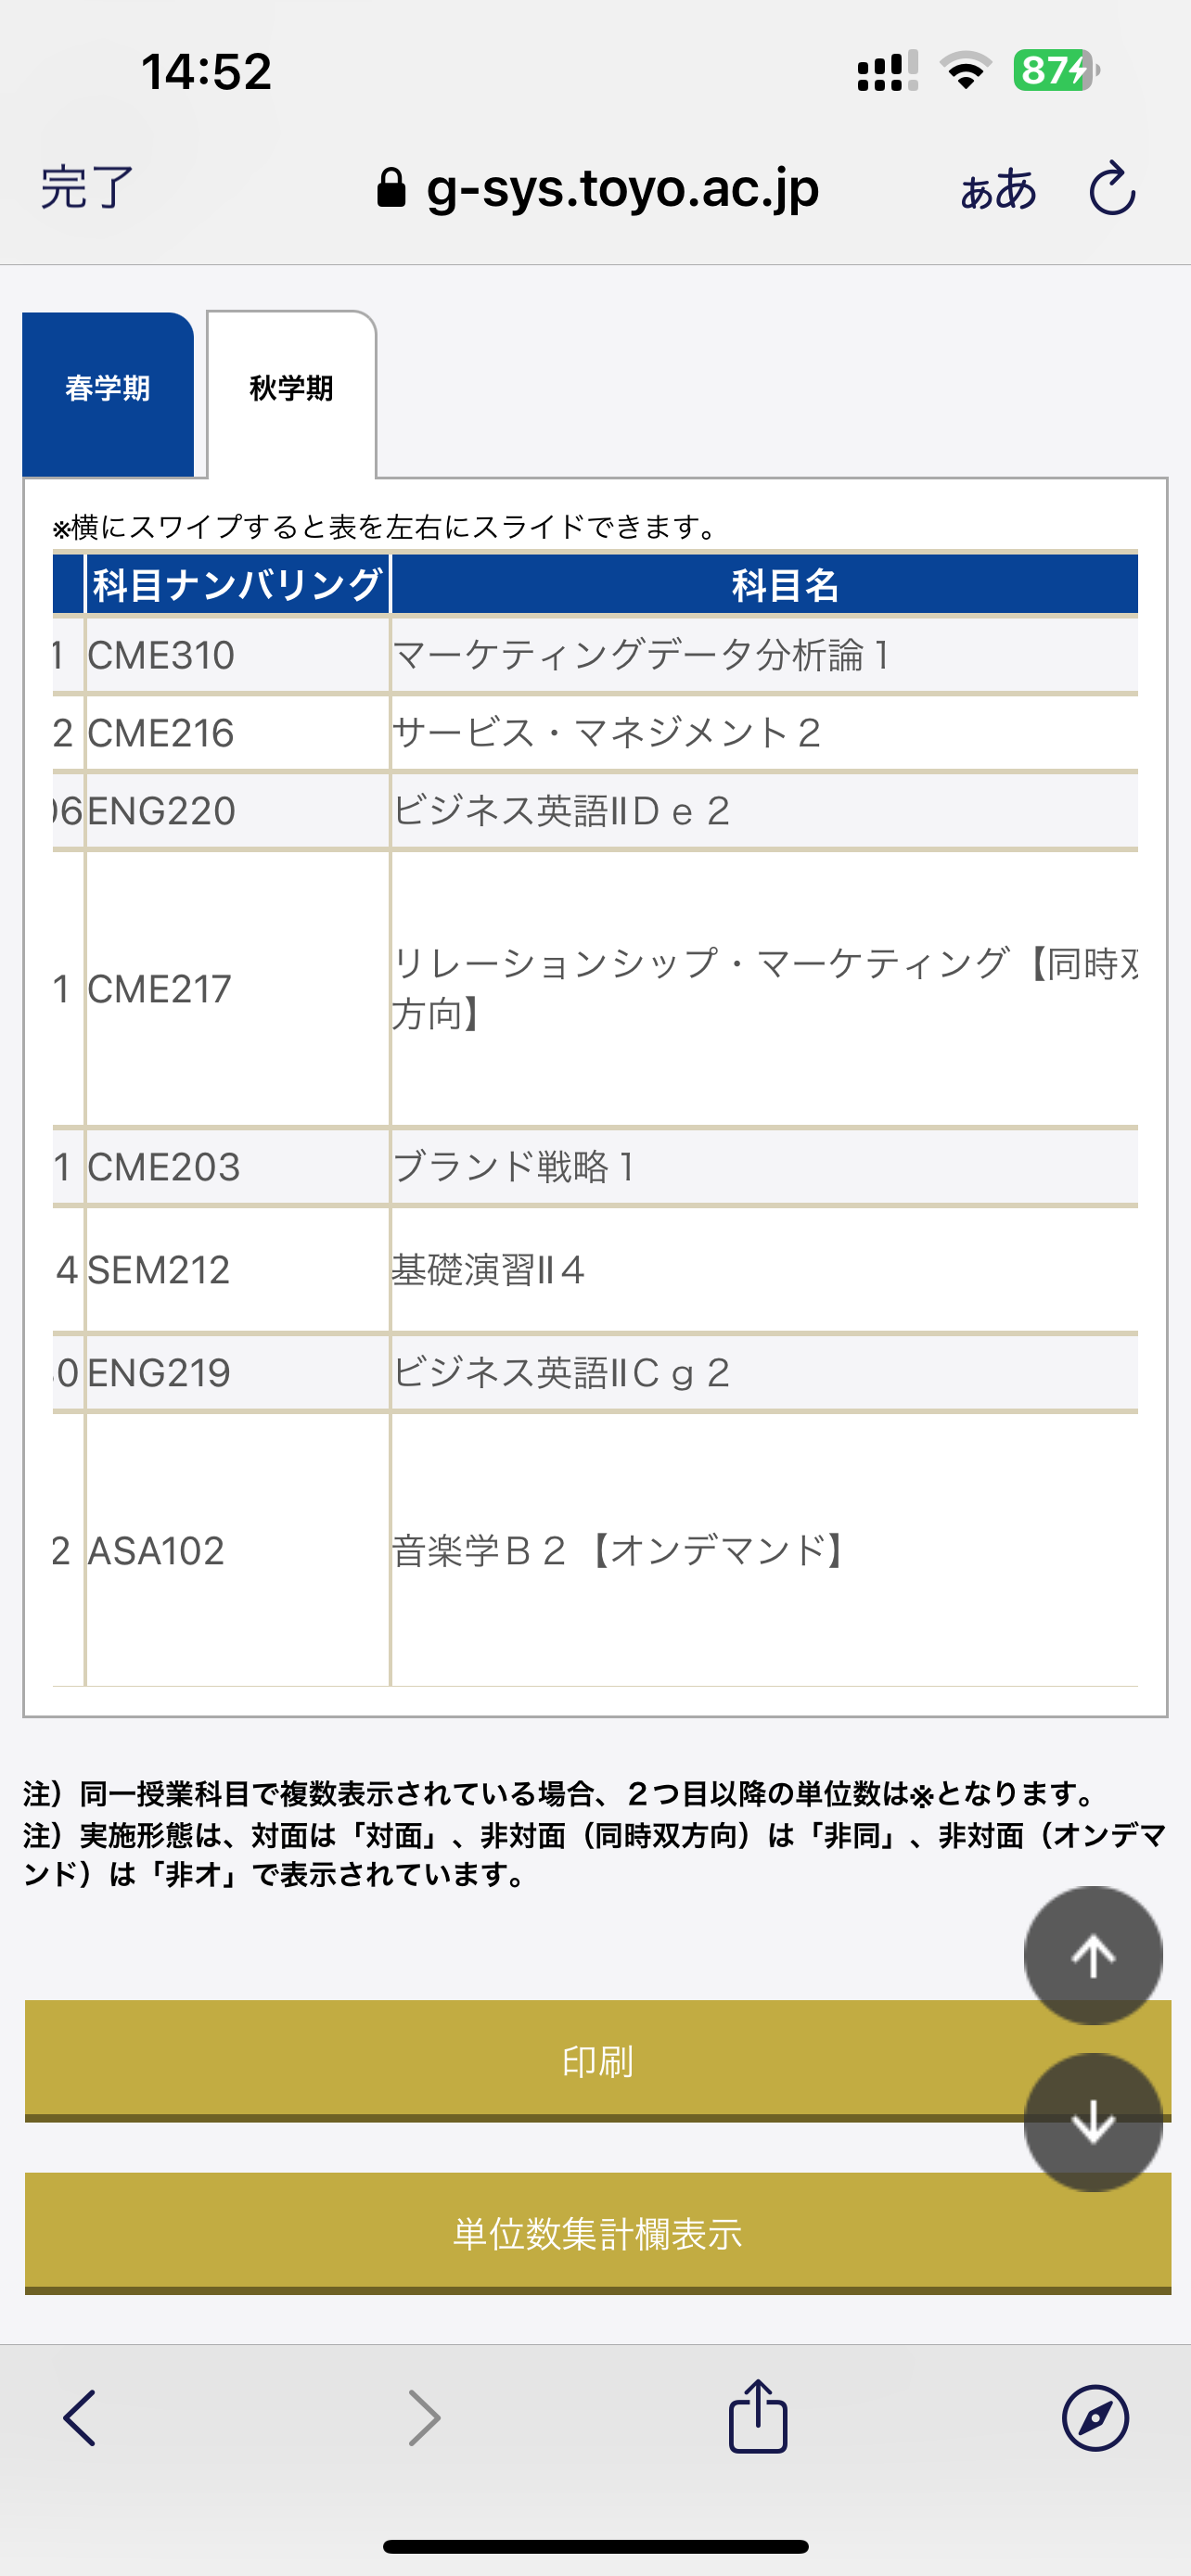 14:52
87
完了
g-sys.toyo.ac.jp
ぁあ
春学期
秋学期
※横にスワイプすると表を左右にスライドできます。
科目ナンバリング 科目名
1 CME310 マーケティングデータ分析論1
2 CME216 サービス・マネジメント2
06 ENG220 ビジネス英語ⅡDe2
1 CME217 リレーションシップ・マーケティング【同時双
方向】
1 CME203 ブランド戦略1
4 SEM212 基礎演習Ⅱ4
0 ENG219 ビジネス英語ⅡCg2
2 ASA102 音楽学B2【オンデマンド】
注）同一授業科目で複数表示されている場合、２つ目以降の単位数は※となります。
注）実施形態は、対面は「対面」、非対面（同時双方向）は「非同」、非対面（オンデマ
ンド）は「非オ」で表示されています。
印刷
単位数集計欄表示